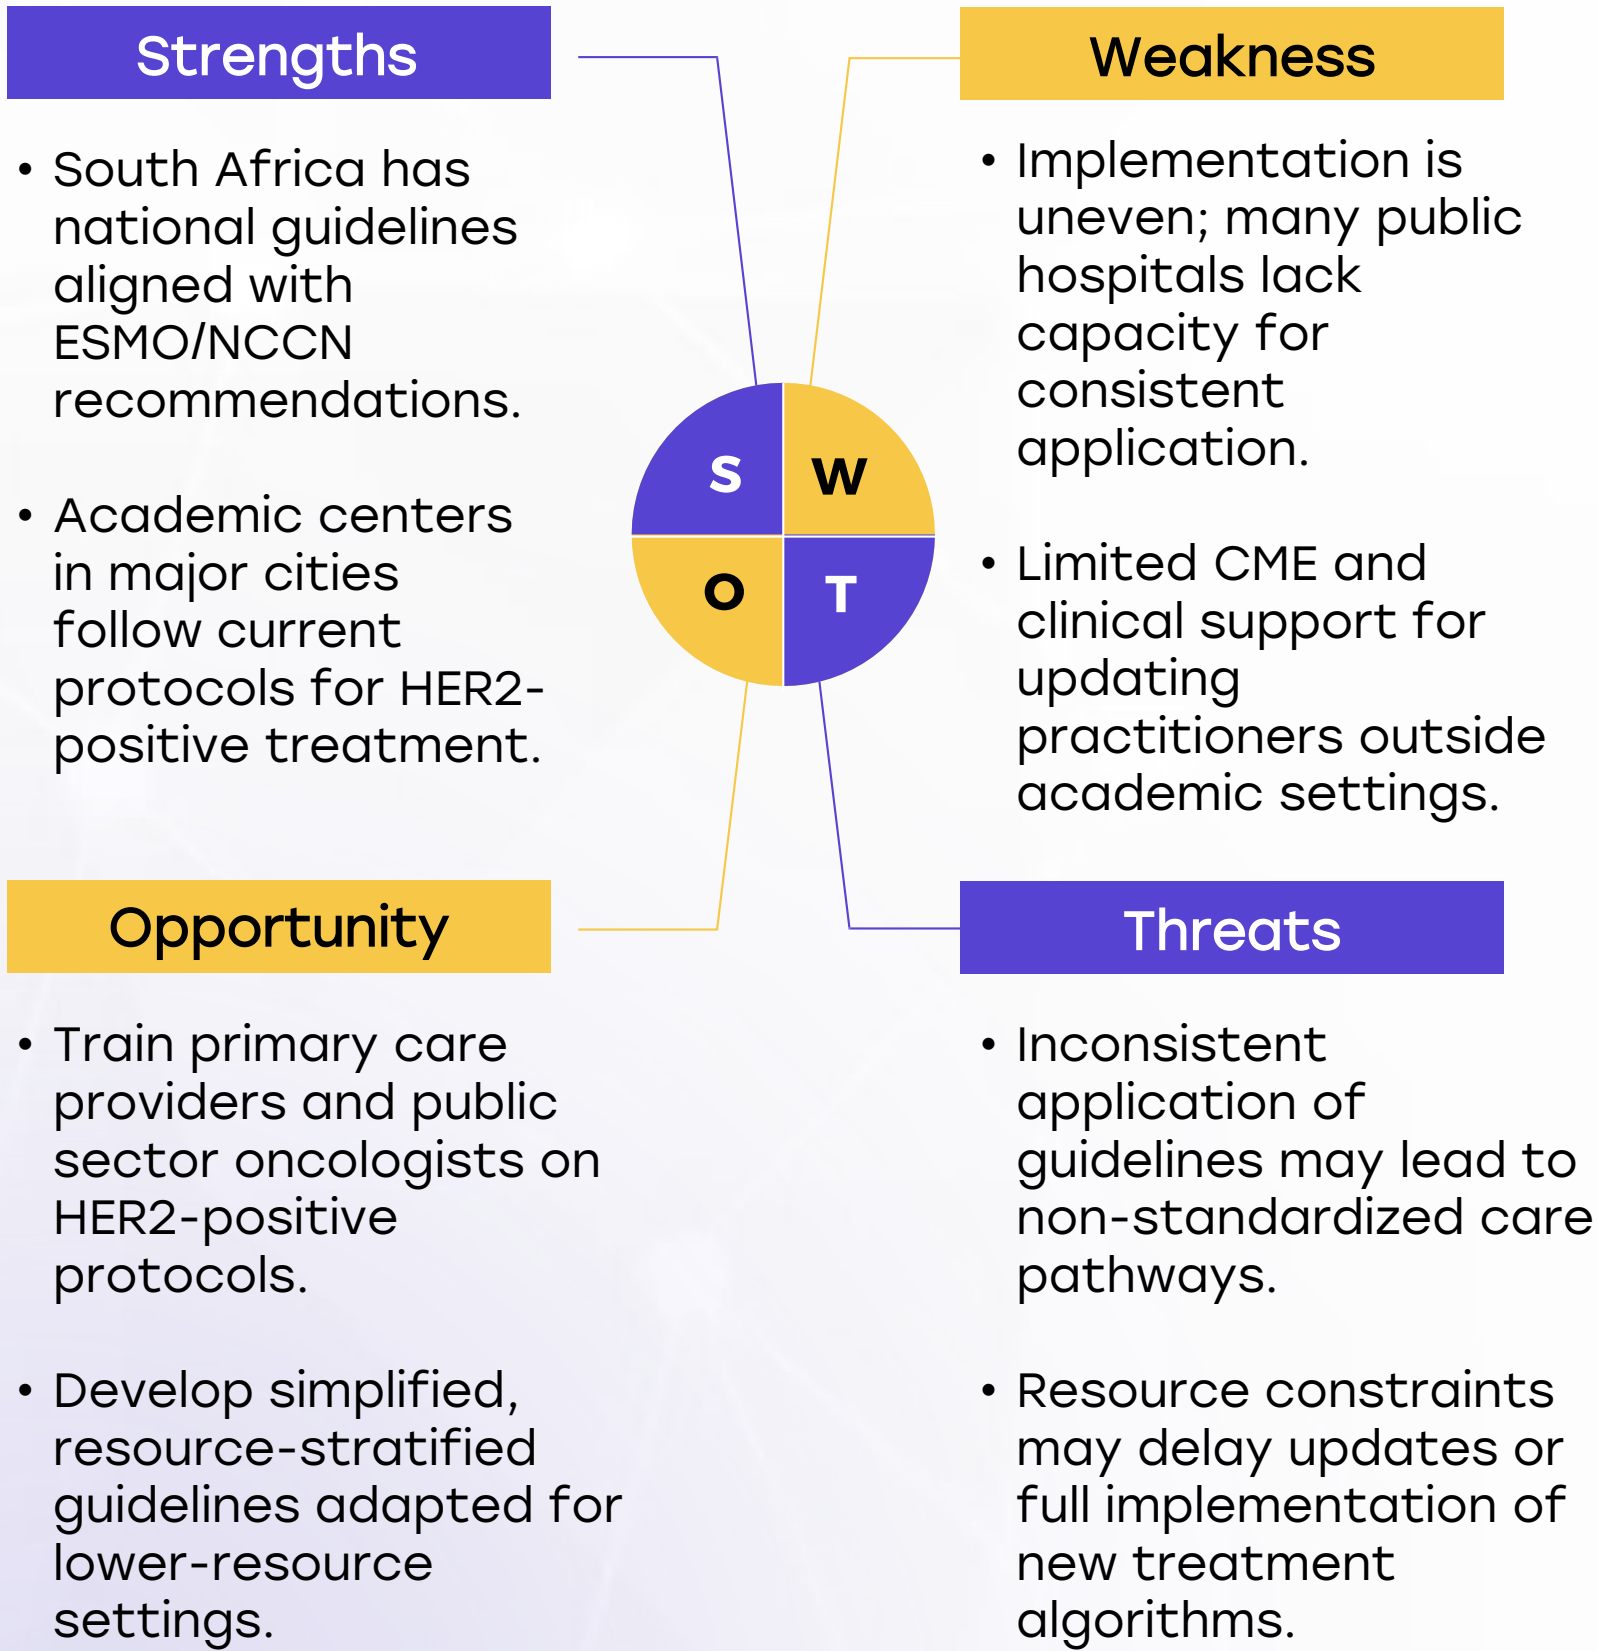 Strengths
• South Africa has
national guidelines
aligned with
ESMO/NCCN
recommendations.
• Academic centers
in major cities
follow current
protocols for HER2-
positive treatment.
Weakness
• Implementation is
uneven; many public
hospitals lack
capacity for
consistent
application.
• Limited CME and
clinical support for
updating
practitioners outside
academic settings.
S
W
O
T
Opportunity
• Train primary care
providers and public
sector oncologists on
HER2-positive
protocols.
• Develop simplified,
resource-stratified
guidelines adapted for
lower-resource
settings.
Threats
• Inconsistent
application of
guidelines may lead to
non-standardized care
pathways.
• Resource constraints
may delay updates or
full implementation of
new treatment
algorithms.